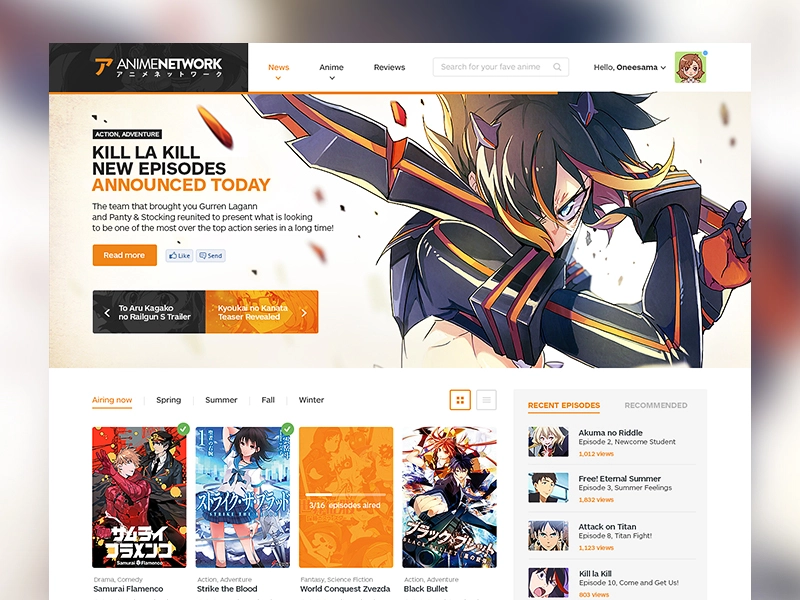 ア ANIMENETWORK
アニメネットワーク
News
Anime
Reviews
Search for your fave anime
Hello, Oneesama
ACTION, ADVENTURE
KILL LA KILL
NEW EPISODES
ANNOUNCED TODAY
The team that brought you Gurren Lagann
and Panty & Stocking reunited to present what is looking
to be one of the most over the top action series in a long time!
Read more
Like
Send
To Aru Kagako
no Railgun S Trailer
Kyoukai no Kanata
Teaser Revealed
Airing now
Spring
Summer
Fall
Winter
サムライ
フラメンコ
Samurai Flamenco
Drama, Comedy
Samurai Flamenco
ストライク・ザ・ブラッド
STRIKE THE BLOOD
Action, Adventure
Strike the Blood
3/16 episodes aired
Fantasy, Science Fiction
World Conquest Zvezda
ブラック・ブレット
Action, Adventure
Black Bullet
RECENT EPISODES
RECOMMENDED
Akuma no Riddle
Episode 2, Newcome Student
1,012 views
Free! Eternal Summer
Episode 3, Summer Feelings
1,832 views
Attack on Titan
Episode 8, Titan Fight!
1,123 views
Kill la Kill
Episode 10, Come and Get Us!
803 views